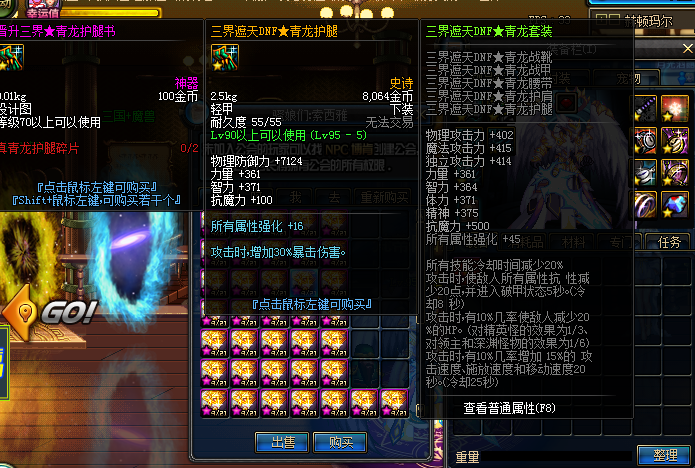 幸运值
晋升三界★青龙护腿书
神器
0.01kg
100金币
设计图
等级70以上可以使用
真青龙护腿碎片
0/2
『点击鼠标左键可购买』
『Shift+鼠标左键,可购买若干个』
三界遮天DNF★青龙护腿
史诗
2.5kg
8,064金币
轻甲
下装
耐久度 55/55
无法交易
Lv90以上可以使用 (Lv95 - 5)
物理防御力 +7124
力量 +361
智力 +371
抗魔力 +100
所有属性强化 +16
攻击时,增加30%暴击伤害。
『点击鼠标左键可购买』
三界遮天DNF★青龙套装
三界遮天DNF★青龙战靴
三界遮天DNF★青龙战甲
三界遮天DNF★青龙腰带
三界遮天DNF★青龙护肩
三界遮天DNF★青龙护腿
物理攻击力 +402
魔法攻击力 +415
独立攻击力 +414
力量 +361
智力 +364
体力 +371
精神 +375
抗魔力 +500
所有属性强化 +45
所有技能冷却时间减少20%
攻击时,使敌人所有属性抗 性减
少20点,并进入破甲状态5秒。(冷
却8 秒)
攻击时,有10%几率使敌人减少20
%的HP。(对精英怪的效果为1/3、
对领主和深渊怪物的效果为1/6)
攻击时,有10%几率增加 15%的 攻
击速度、施放速度和移动速度20
秒。(冷却25秒)
查看普通属性(F8)
赫顿玛尔
宠物
任务
GO!
出售
购买
重量
整理